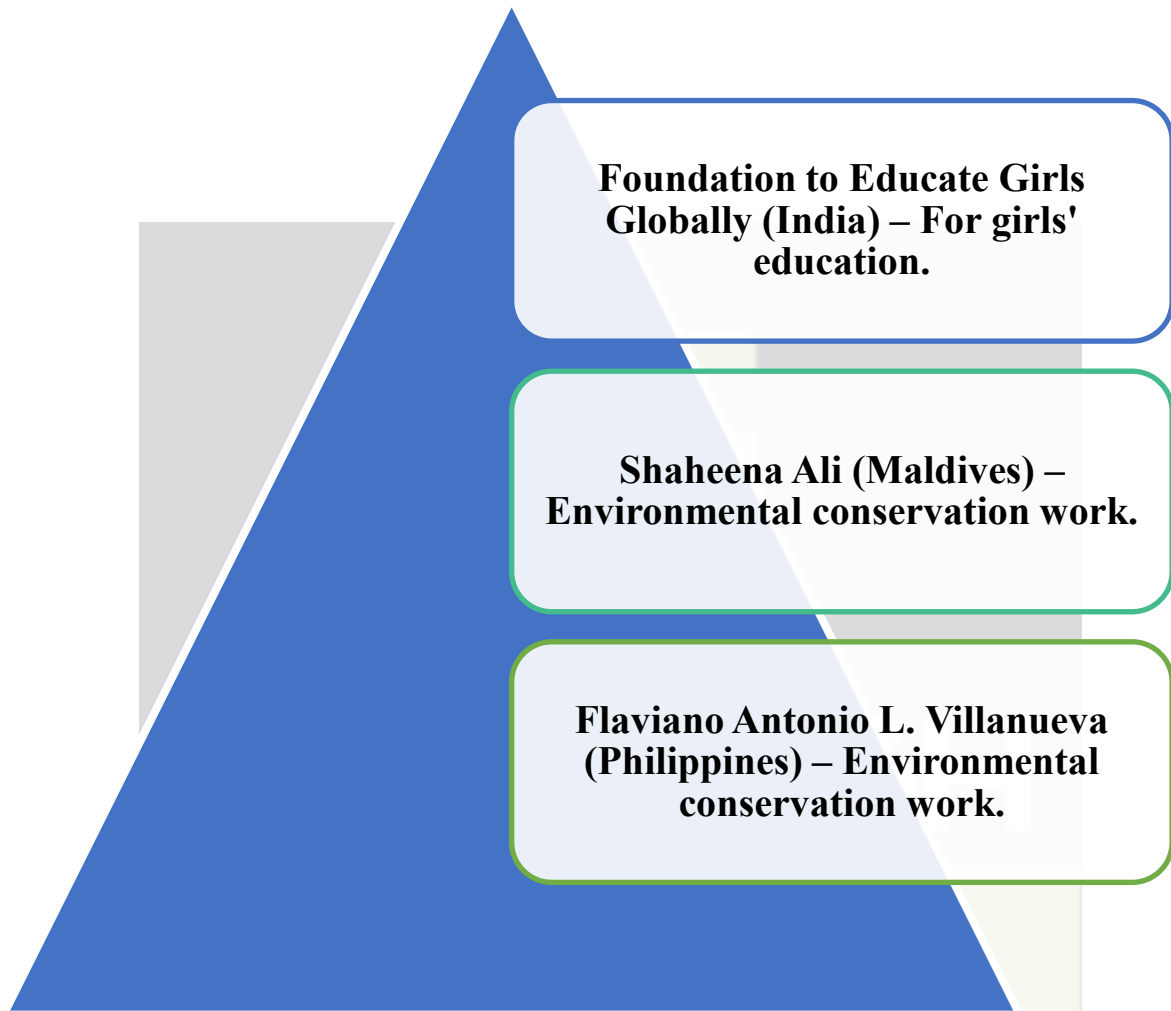 Foundation to Educate Girls
Globally (India) – For girls'
education.
Shaheena Ali (Maldives) –
Environmental conservation work.
Flaviano Antonio L. Villanueva
(Philippines) – Environmental
conservation work.